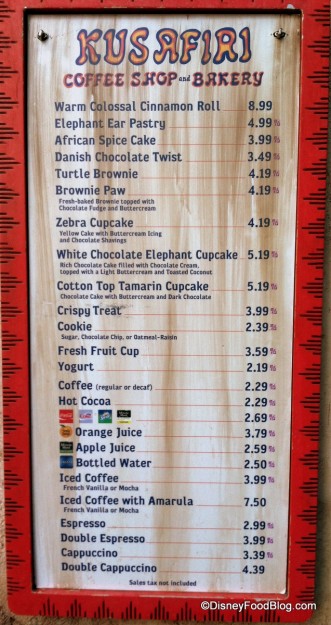 KUSAFIRI
COFFEE SHOP and BAKERY
Warm Colossal Cinnamon Roll 8.99
Elephant Ear Pastry 4.99
African Spice Cake 3.99
Danish Chocolate Twist 3.49
Turtle Brownie 4.19
Brownie Paw 4.19
Fresh-baked Brownie topped with
Chocolate Fudge and Buttercream
Zebra Cupcake 4.19
Yellow Cake with Buttercream Icing
and Chocolate Shavings
White Chocolate Elephant Cupcake 5.19
Rich Chocolate Cake filled with Chocolate Cream,
topped with a Light Buttercream and Toasted Coconut
Cotton Top Tamarin Cupcake 5.19
Chocolate Cake with Buttercream and Dark Chocolate
Crispy Treat 3.99
Cookie 2.39
Sugar, Chocolate Chip, or Oatmeal-Raisin
Fresh Fruit Cup 3.59
Yogurt 2.19
Coffee (regular or decaf) 2.29
Hot Cocoa 2.29
2.69
Orange Juice 3.79
Apple Juice 2.59
Bottled Water 2.50
Iced Coffee 3.99
French Vanilla or Mocha
Iced Coffee with Amarula 7.50
French Vanilla or Mocha
Espresso 2.99
Double Espresso 3.99
Cappuccino 3.39
Double Cappuccino 4.39
Sales tax not included
©DisneyFoodBlog.com